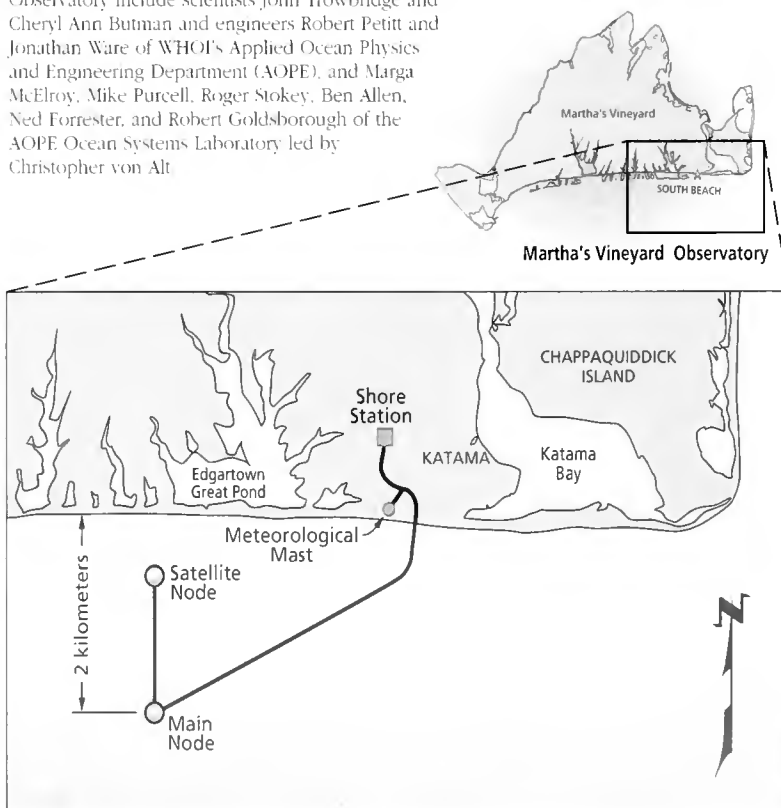 Observatory include scientists John Trowbridge and
Cheryl Ann Butman and engineers Robert Petitt and
Jonathan Ware of WHOI's Applied Ocean Physics
and Engineering Department (AOPE), and Marga
McElroy, Mike Purcell, Roger Stokey, Ben Allen,
Ned Forrester, and Robert Goldsborough of the
AOPE Ocean Systems Laboratory led by
Christopher von Alt
Martha's Vineyard
SOUTH BEACH
Martha's Vineyard Observatory
CHAPPAQUIDDICK
ISLAND
Shore
Station
KATAMA
Katama
Bay
Edgartown
Great Pond
Meteorological
Mast
2 kilometers
Satellite
Node
Main
Node
N